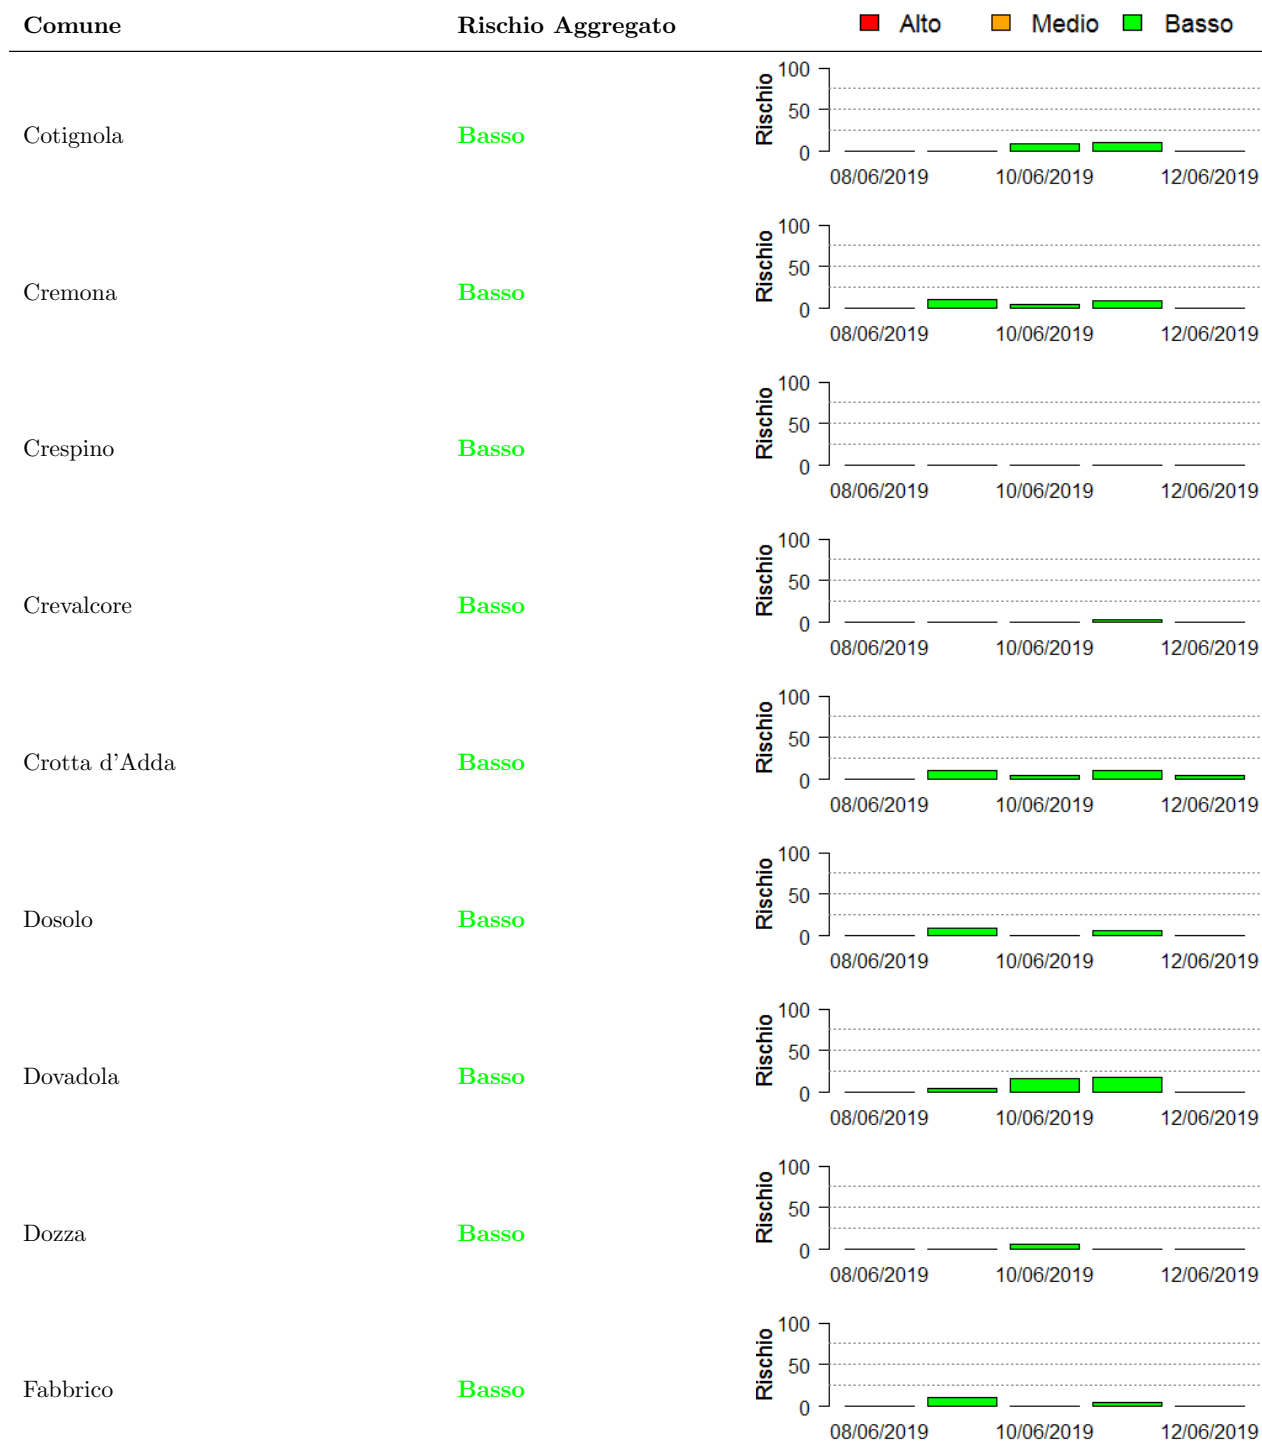 Comune Rischio Aggregato Alto Medio Basso
100
Rischio
50
Cotignola Basso
0
08/06/2019 10/06/2019 12/06/2019
100
Rischio
50
Cremona Basso
0
08/06/2019 10/06/2019 12/06/2019
100
Rischio
50
Crespino Basso
0
08/06/2019 10/06/2019 12/06/2019
100
Rischio
50
Crevalcore Basso
0
08/06/2019 10/06/2019 12/06/2019
100
Rischio
50
Crotta d'Adda Basso
0
08/06/2019 10/06/2019 12/06/2019
100
Rischio
50
Dosolo Basso
0
08/06/2019 10/06/2019 12/06/2019
100
Rischio
50
Dovadola Basso
0
08/06/2019 10/06/2019 12/06/2019
100
Rischio
50
Dozza Basso
0
08/06/2019 10/06/2019 12/06/2019
100
Rischio
50
Fabbrico Basso
0
08/06/2019 10/06/2019 12/06/2019